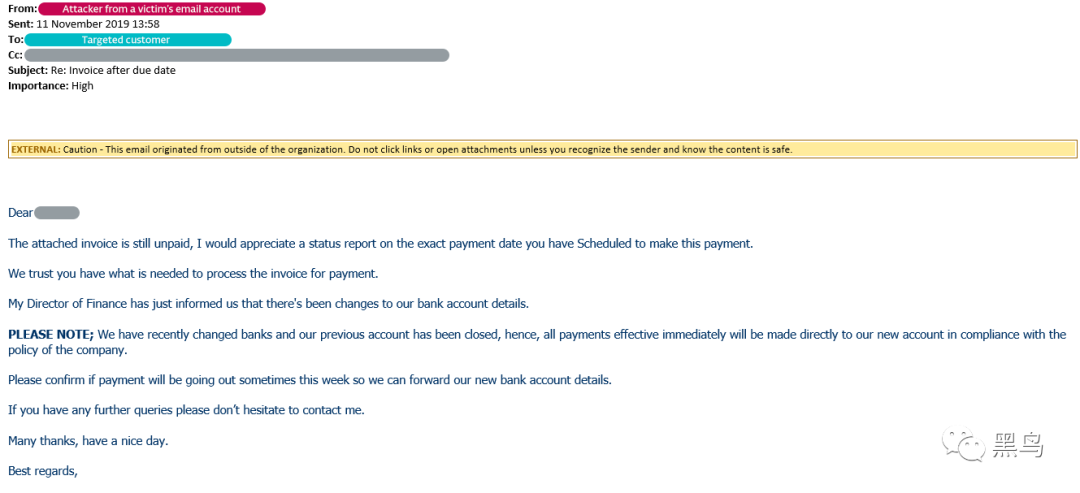 From: Attacker from a victim's email account
Sent: 11 November 2019 13:58
To: Targeted customer
Cc:
Subject: Re: Invoice after due date
Importance: High
EXTERNAL: Caution - This email originated from outside of the organization. Do not click links or open attachments unless you recognize the sender and know the content is safe.
Dear
The attached invoice is still unpaid, I would appreciate a status report on the exact payment date you have Scheduled to make this payment.
We trust you have what is needed to process the invoice for payment.
My Director of Finance has just informed us that there's been changes to our bank account details.
PLEASE NOTE; We have recently changed banks and our previous account has been closed, hence, all payments effective immediately will be made directly to our new account in compliance with the
policy of the company.
Please confirm if payment will be going out sometimes this week so we can forward our new bank account details.
If you have any further queries please don't hesitate to contact me.
Many thanks, have a nice day.
黑鸟
Best regards,